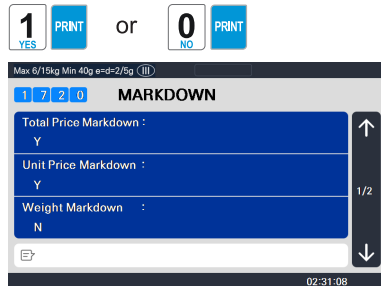 1 YES PRINT or 0 NO PRINT
Max 6/15kg Min 40g e=d=2/5g (III)
1 7 2 0 MARKDOWN
Total Price Markdown :
Y
Unit Price Markdown :
Y
Weight Markdown :
N
1/2
02:31:08